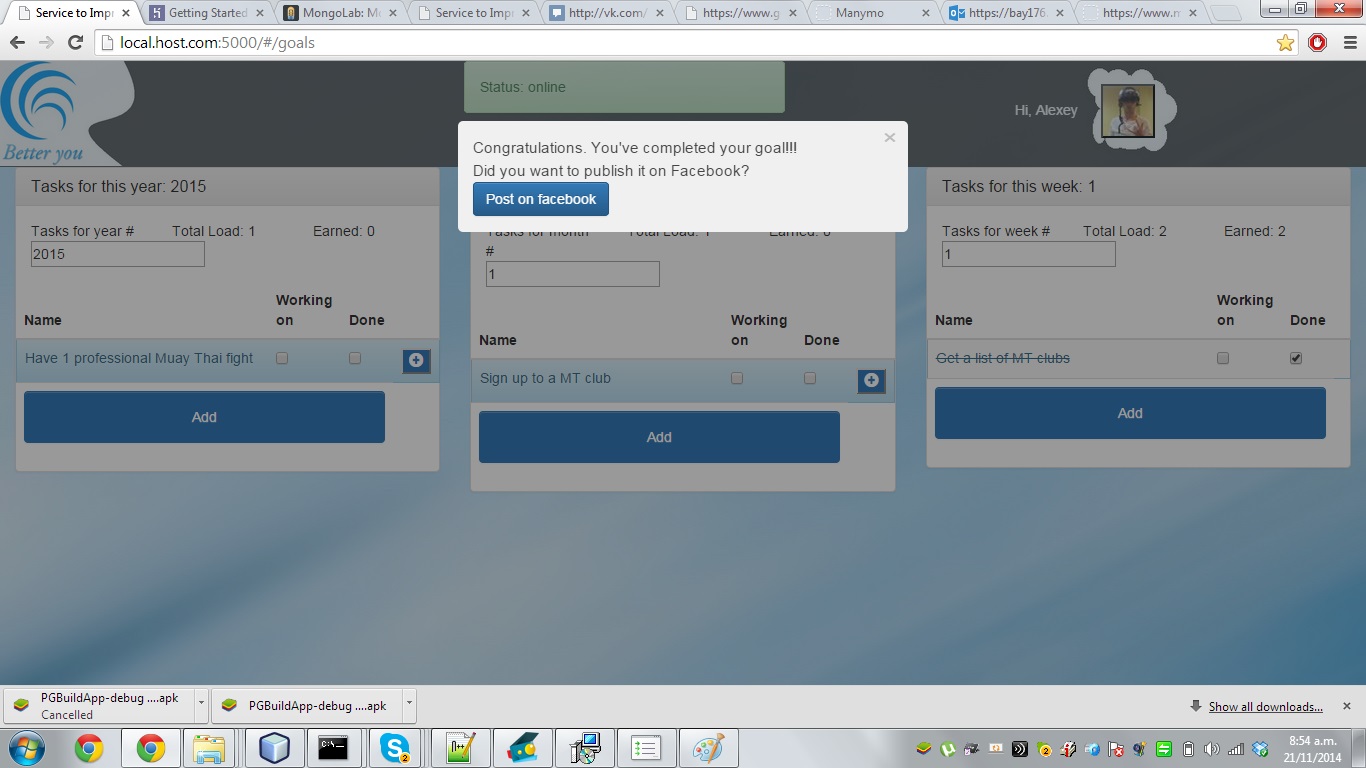 Service to Impr
Getting Started
MongoLab: M
Service to Impr
http://vk.com/
https://www.g
Manymo
https://bay176.
https://www.m
local.host.com:5000/#/goals
Better you
Status: online
Hi, Alexey
Congratulations. You've completed your goal!!!
Did you want to publish it on Facebook?
Post on facebook
Tasks for this year: 2015
Tasks for year # Total Load: 1 Earned: 0
2015
Name Working on Done
Have 1 professional Muay Thai fight
Add
Tasks for month # Total Load: 1 Earned: 0
1
Name Working on Done
Sign up to a MT club
Add
Tasks for this week: 1
Tasks for week # Total Load: 2 Earned: 2
1
Name Working on Done
Get a list of MT clubs
Add
PGBuildApp-debug ....apk
Cancelled
PGBuildApp-debug ....apk
Show all downloads...
8:54 a.m.
21/11/2014